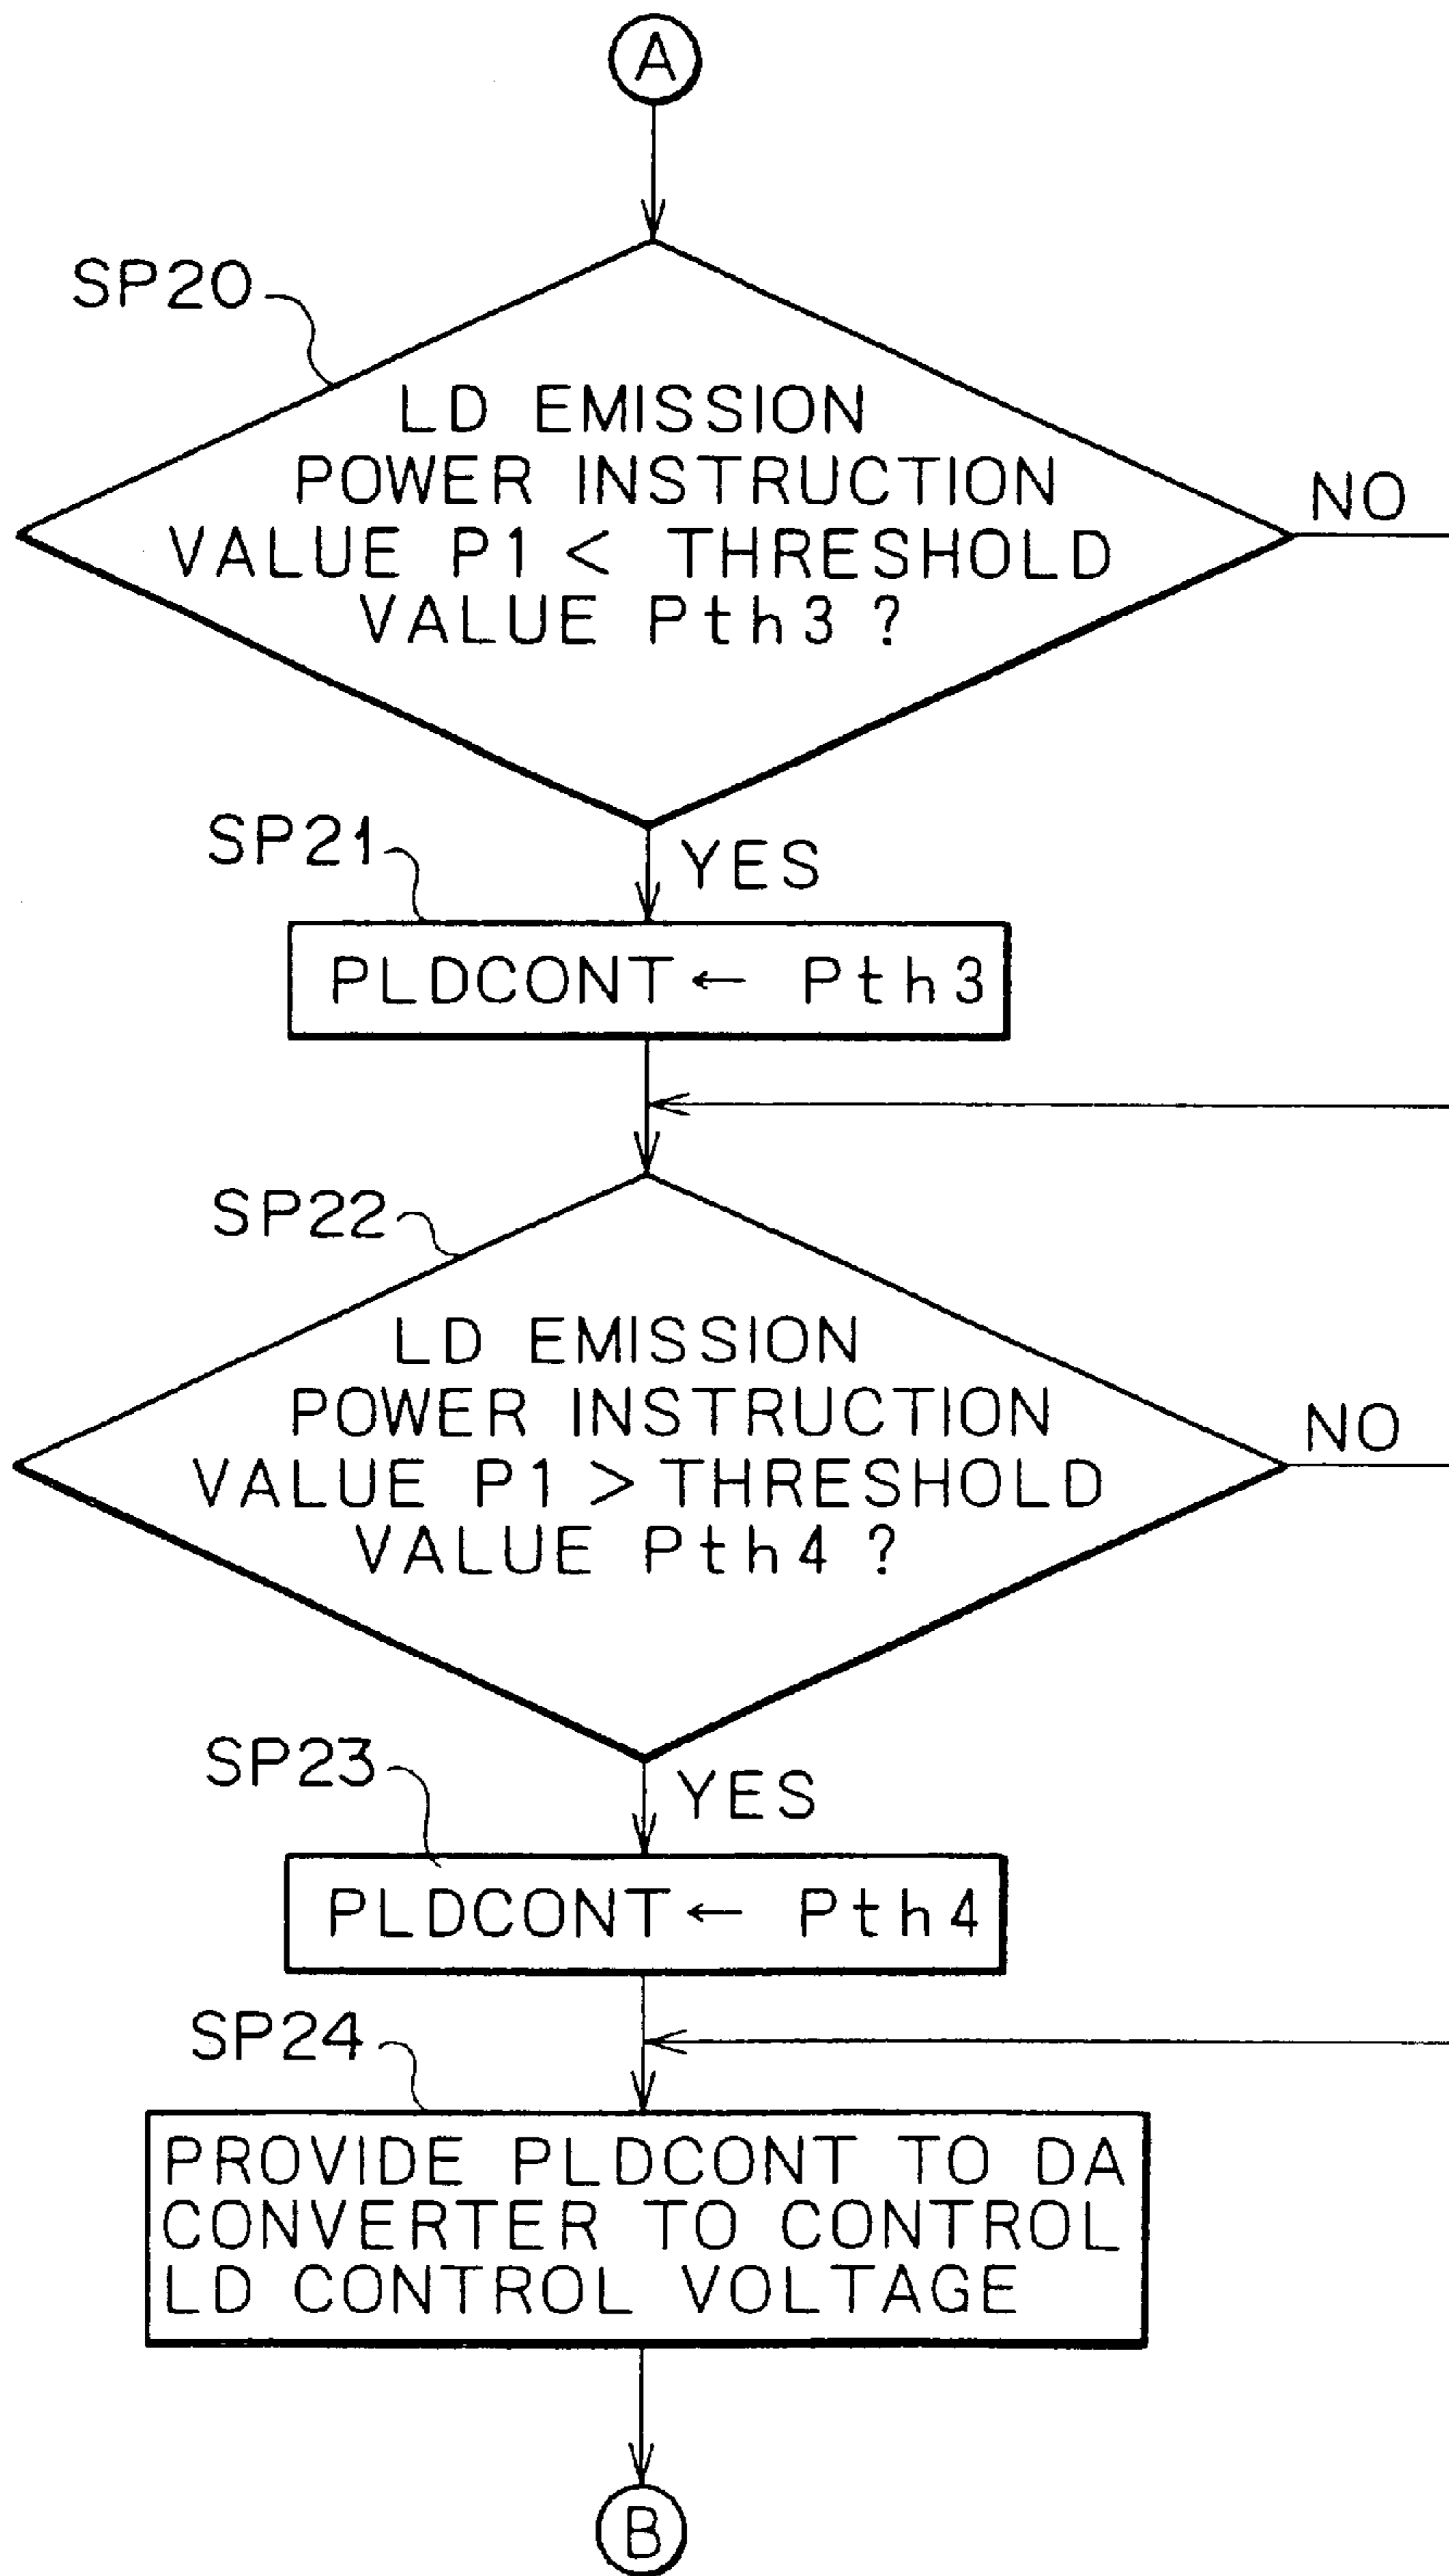 A
SP20
LD EMISSION
POWER INSTRUCTION
VALUE P1 < THRESHOLD
VALUE Pth3 ?
NO
SP21
YES
PLDCONT ← Pth3
SP22
LD EMISSION
POWER INSTRUCTION
VALUE P1 > THRESHOLD
VALUE Pth4 ?
NO
SP23
YES
PLDCONT ← Pth4
SP24
PROVIDE PLDCONT TO DA
CONVERTER TO CONTROL
LD CONTROL VOLTAGE
B